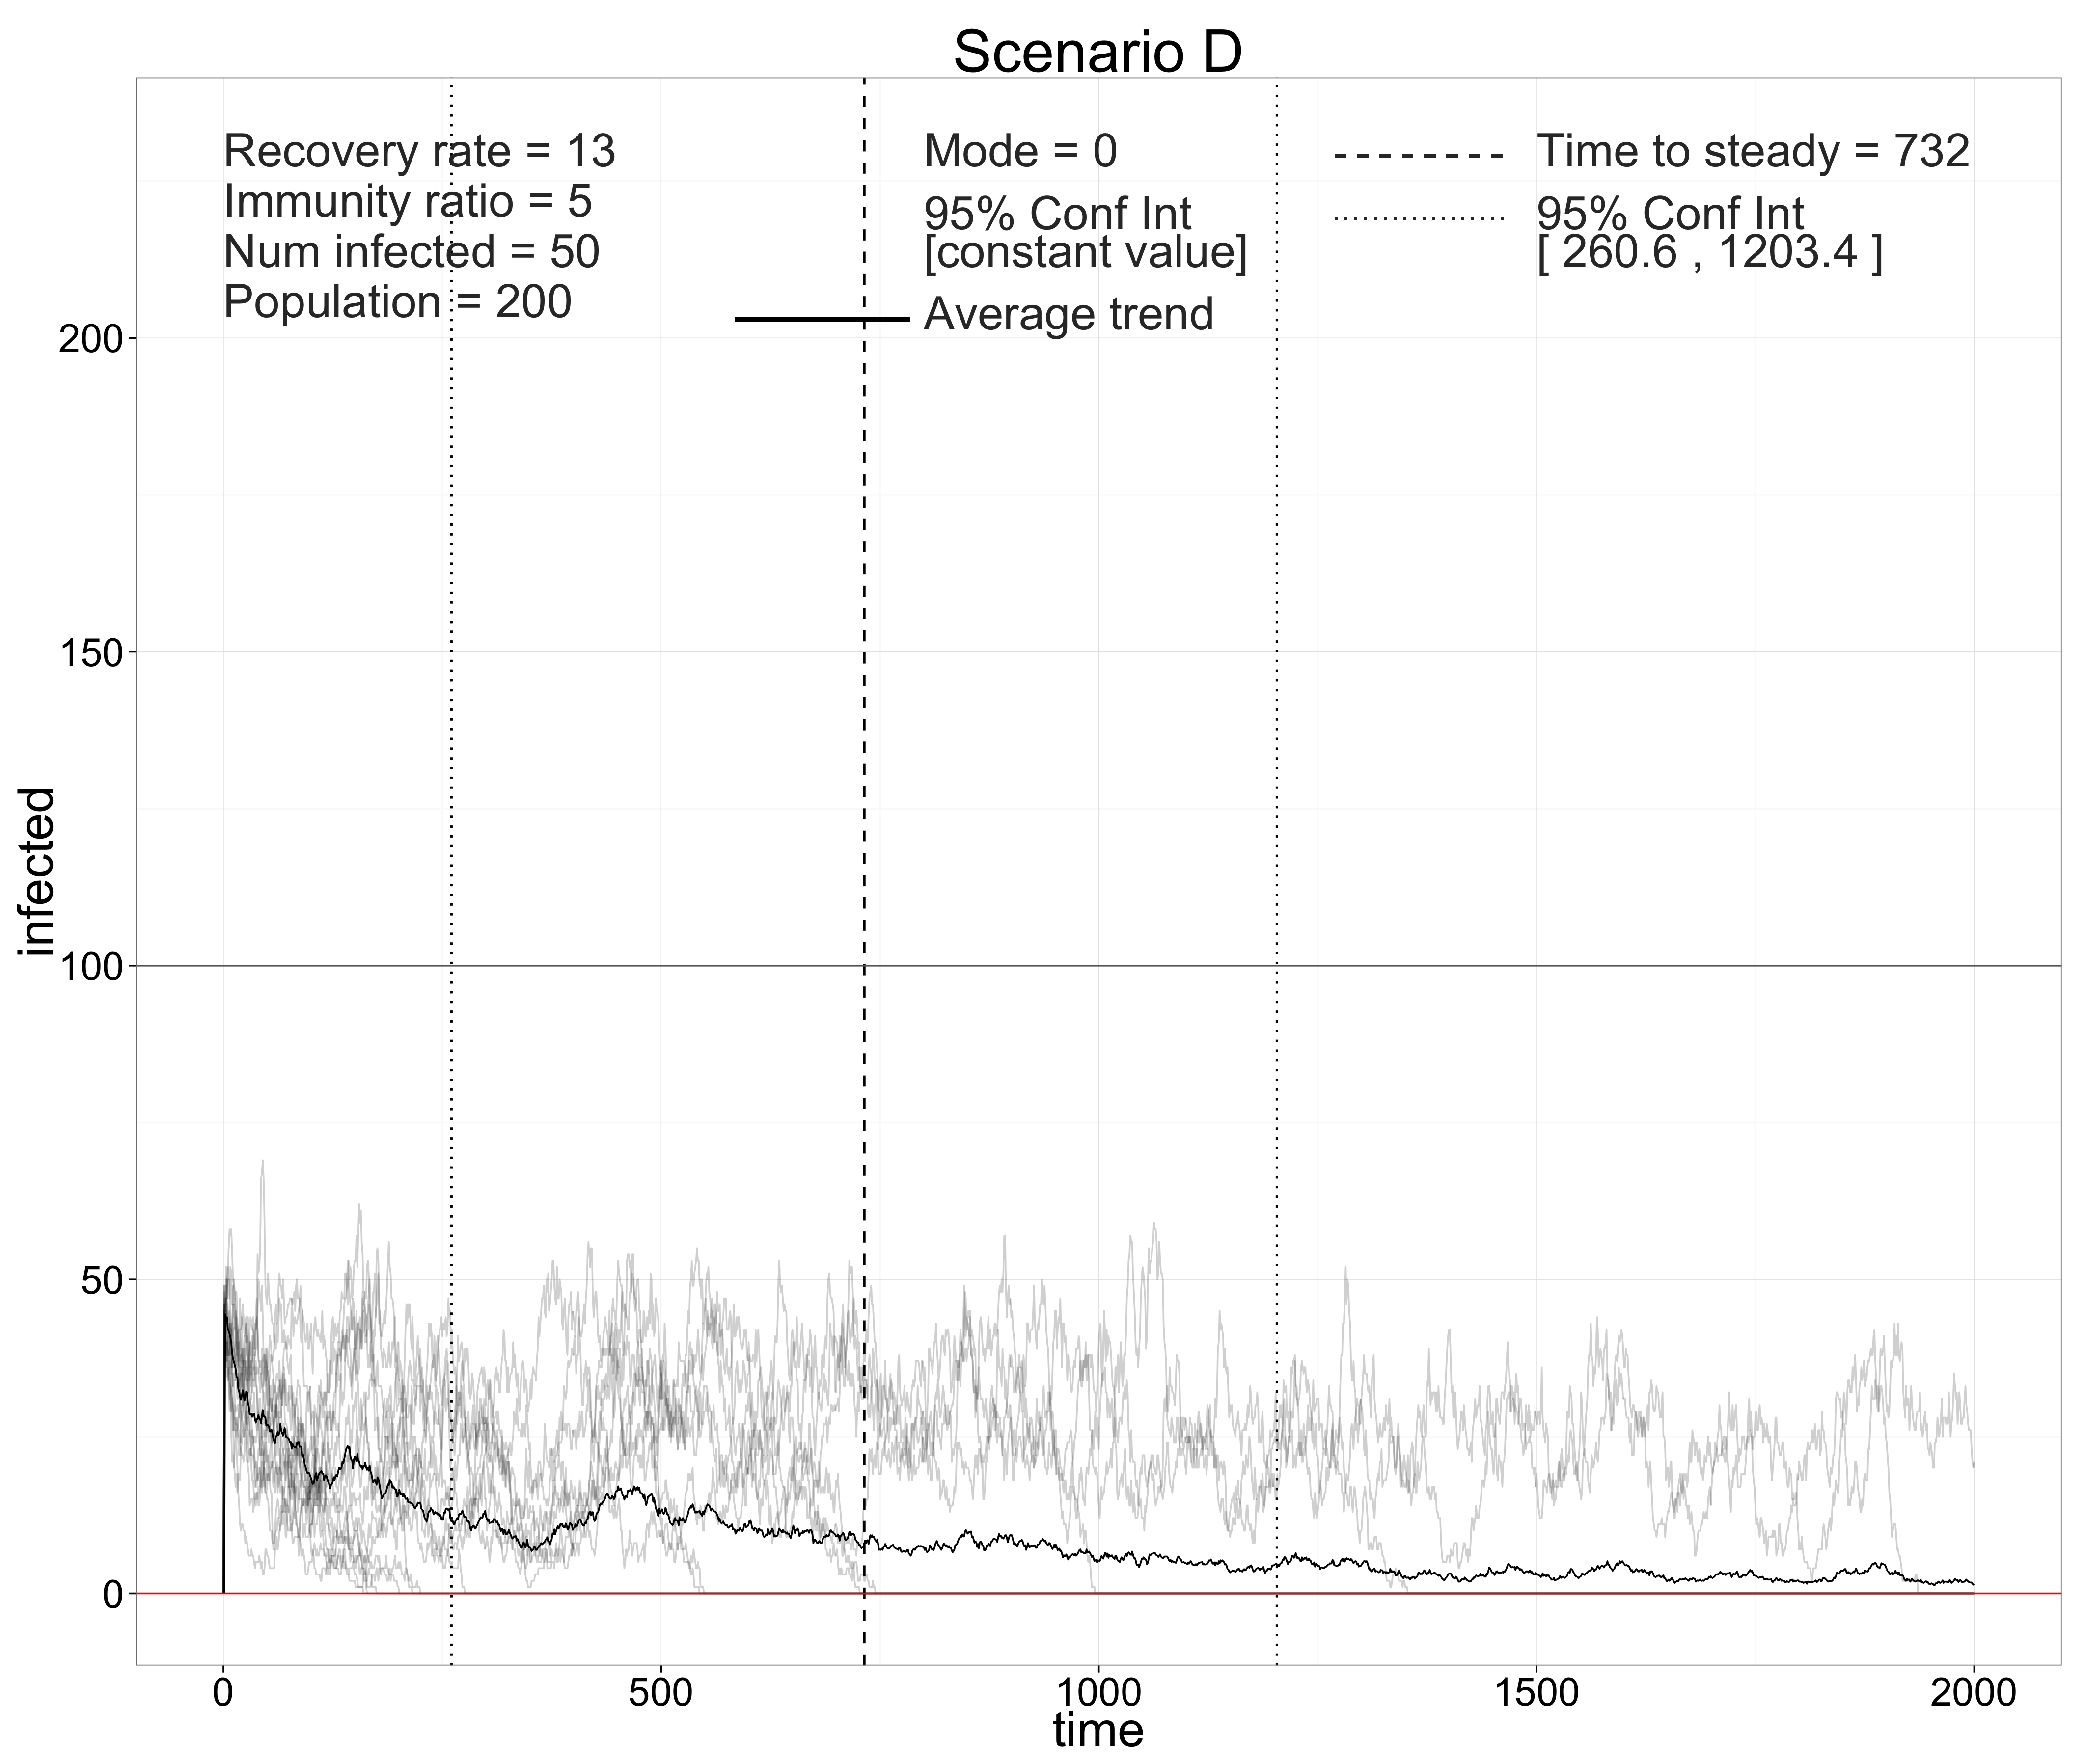 Scenario D
Recovery rate = 13
Immunity ratio = 5
Num infected = 50
Population = 200
Mode = 0
95% Conf Int
[constant value]
Average trend
Time to steady = 732
95% Conf Int
[ 260.6 , 1203.4 ]
infected
200
150
100
50
0
0 500 1000 1500 2000
time